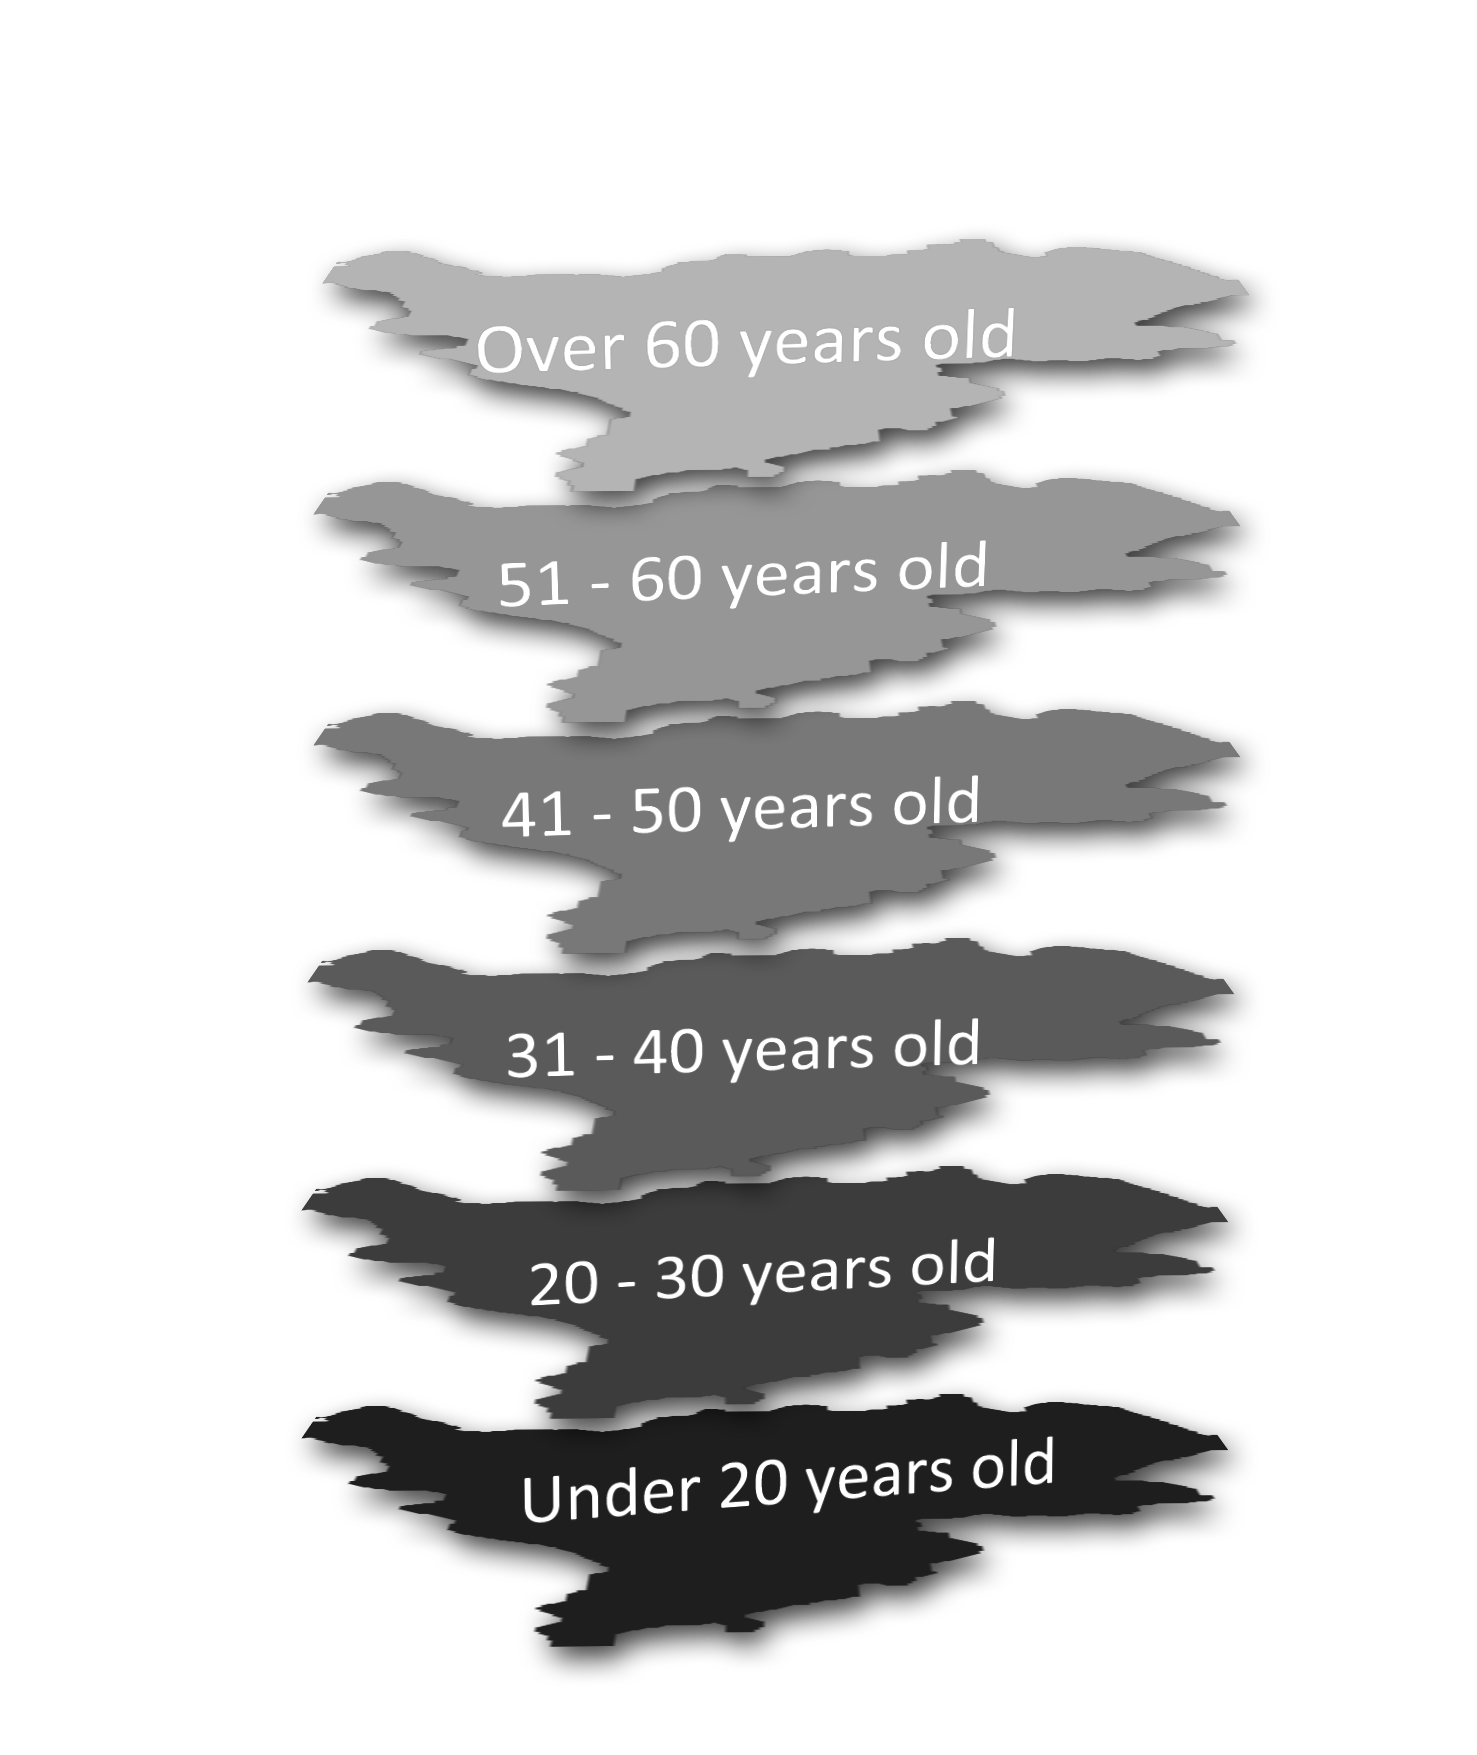 Over 60 years old
51 - 60 years old
41 - 50 years old
31 - 40 years old
20 - 30 years old
Under 20 years old